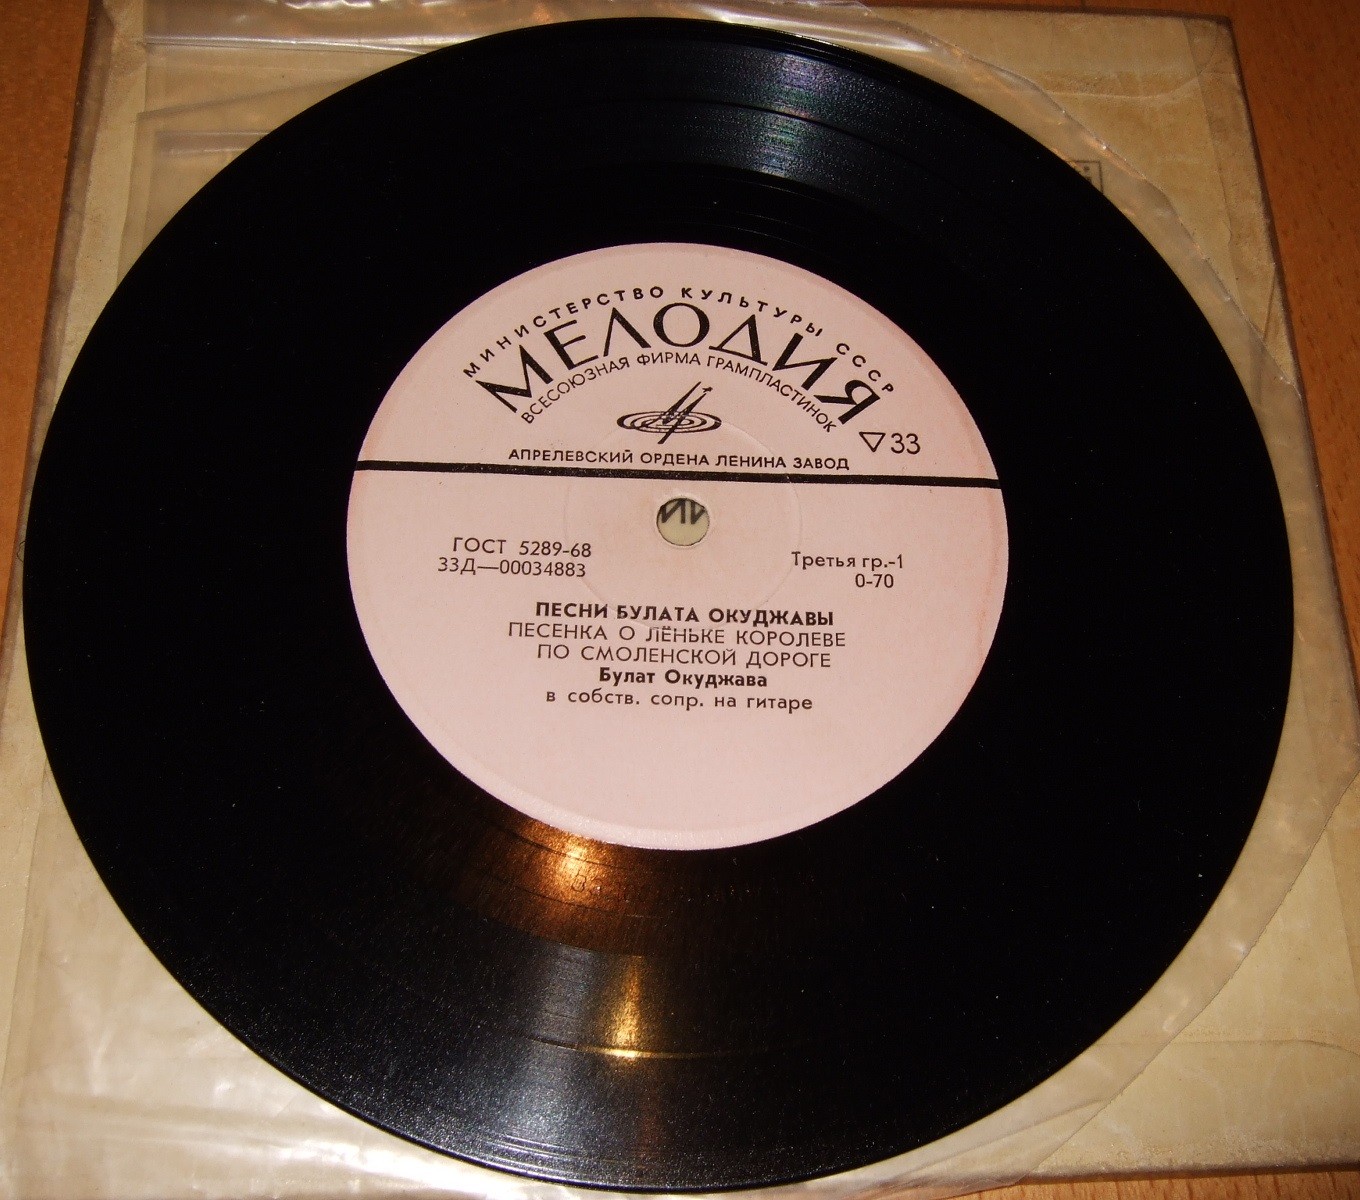 МИНИСТЕРСТВО КУЛЬТУРЫ СССР
МЕЛОДИЯ
ВСЕСОЮЗНАЯ ФИРМА ГРАМПЛАСТИНОК
33
АПРЕЛЕВСКИЙ ОРДЕНА ЛЕНИНА ЗАВОД
ГОСТ 5289-68
33Д—00034883
Третья гр.-1
0-70
ПЕСНИ БУЛАТА ОКУДЖАВЫ
ПЕСЕНКА О ЛЁНЬКЕ КОРОЛЕВЕ
ПО СМОЛЕНСКОЙ ДОРОГЕ
Булат Окуджава
в собств. сопр. на гитаре